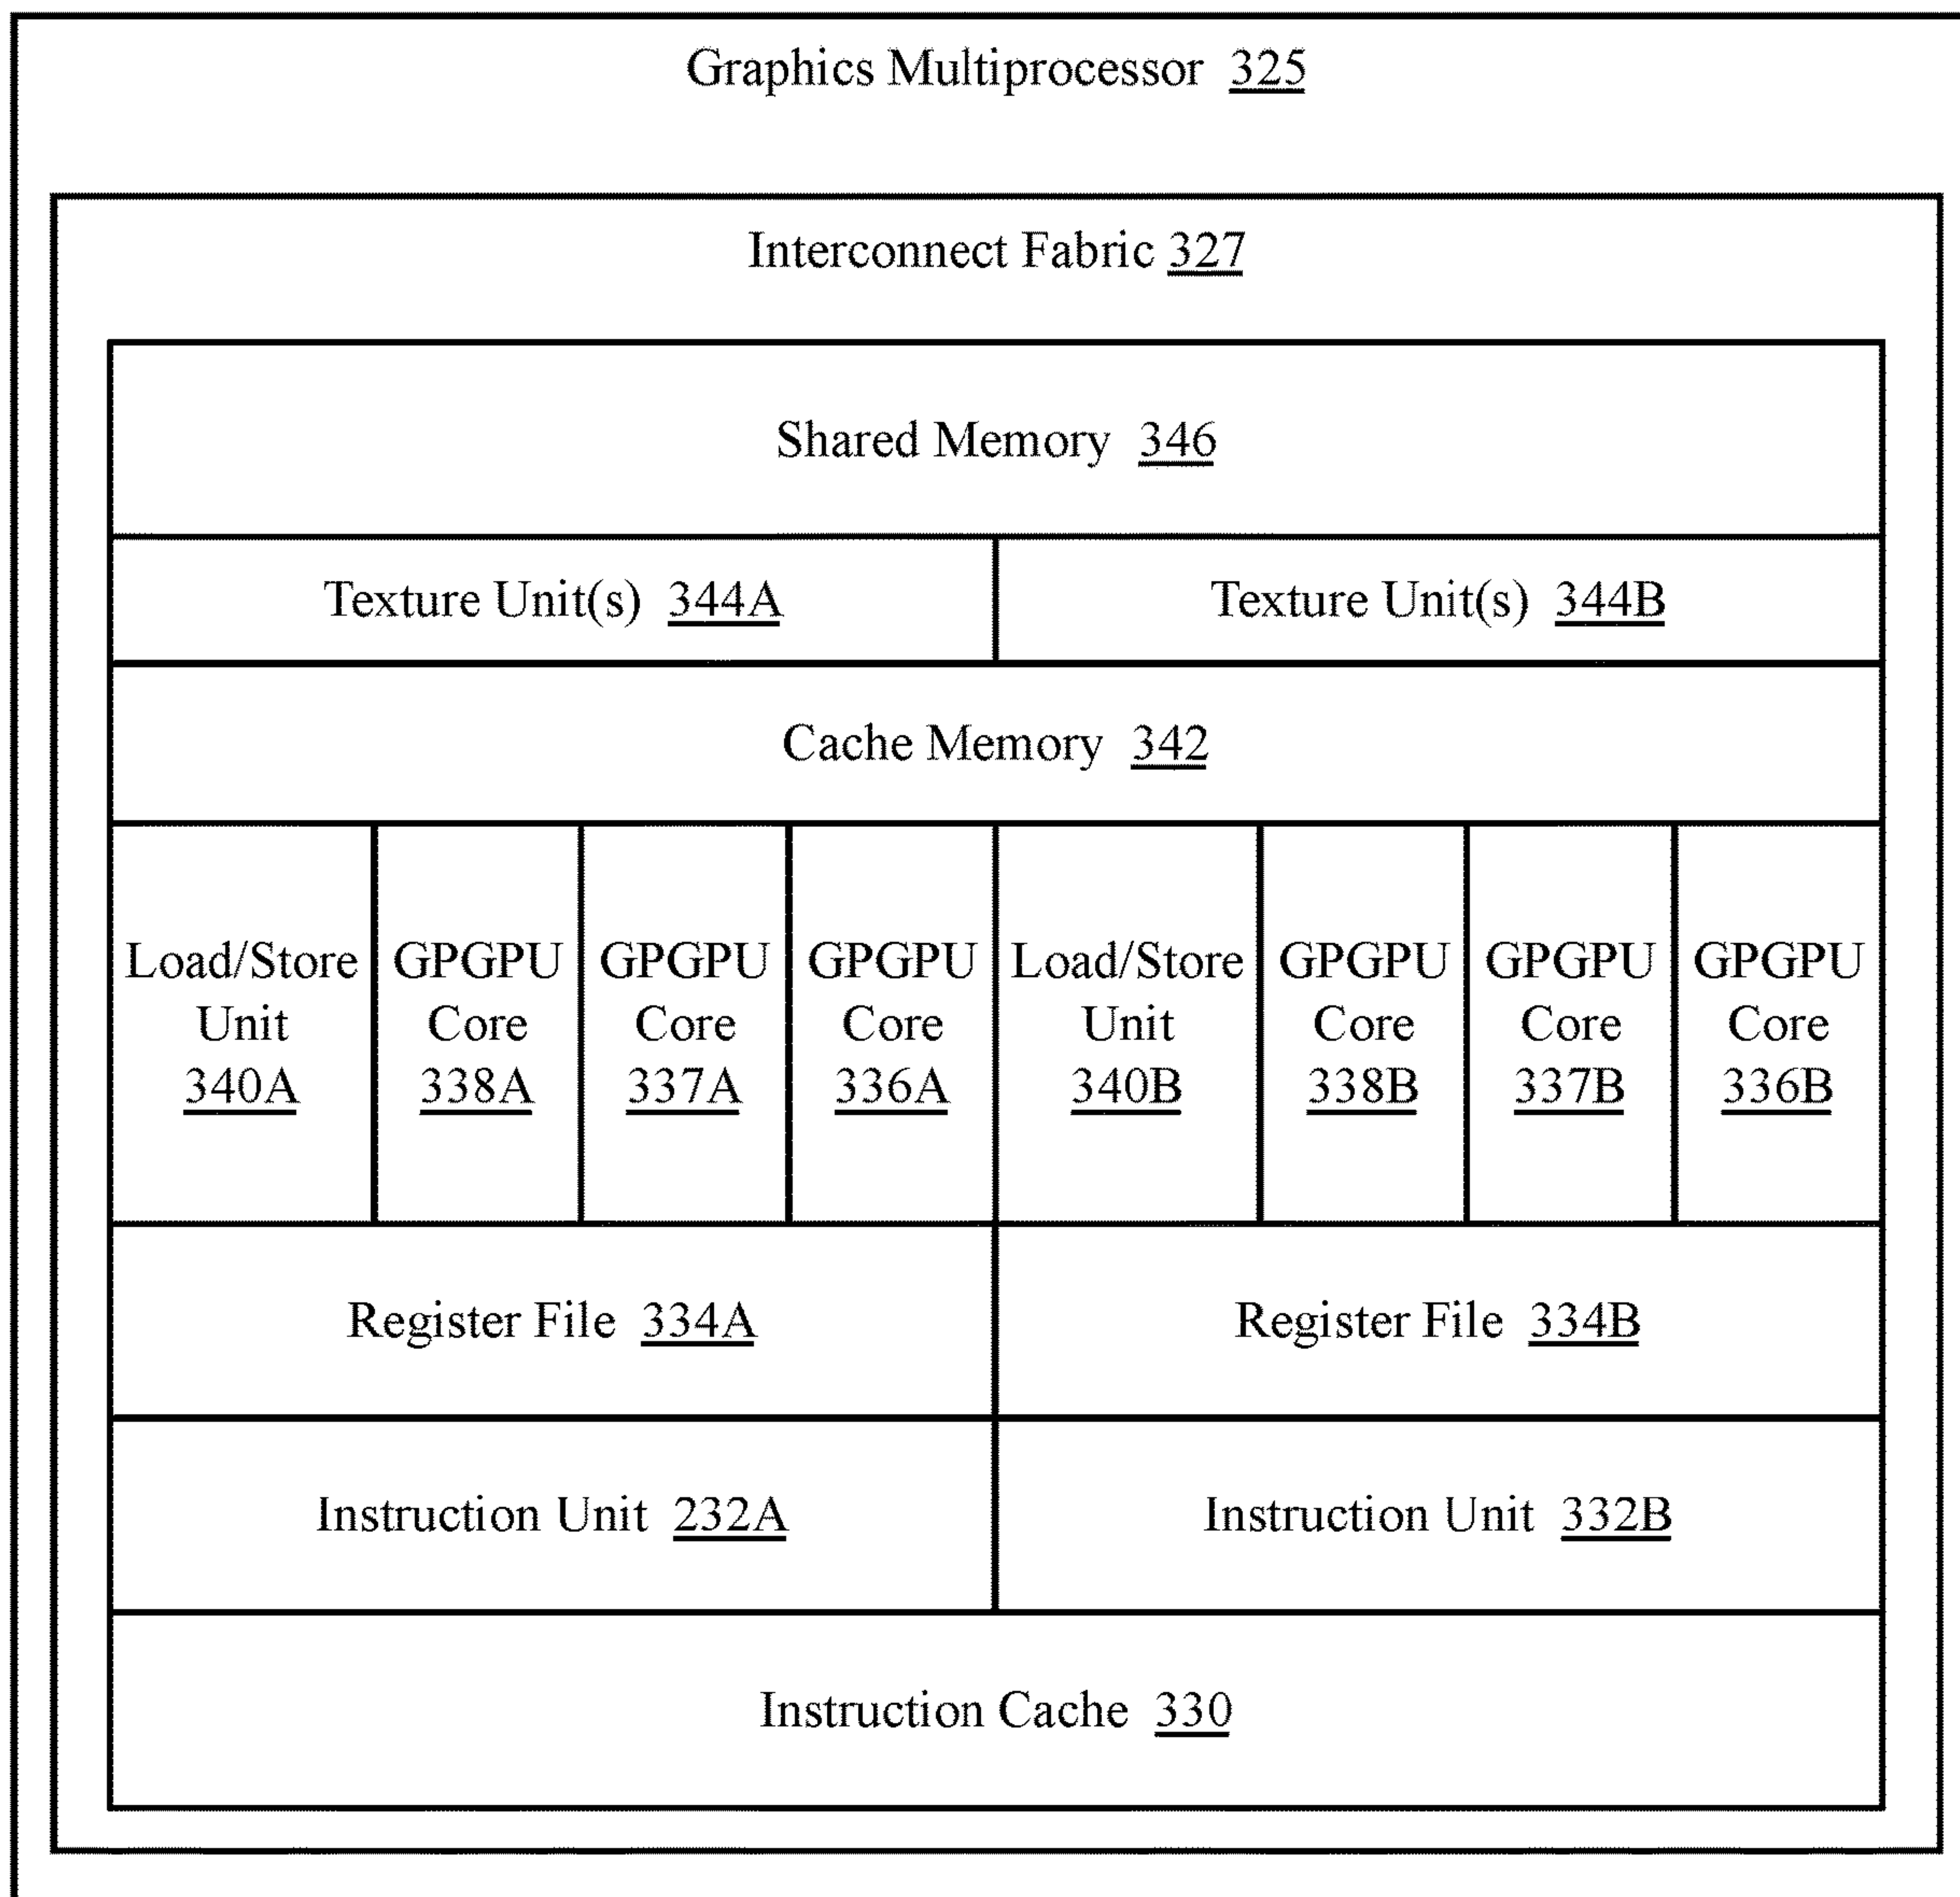 Graphics Multiprocessor 325
Interconnect Fabric 327
Shared Memory 346
Texture Unit(s) 344A
Texture Unit(s) 344B
Cache Memory 342
Load/Store
Unit
340A
GPGPU
Core
338A
GPGPU
Core
337A
GPGPU
Core
336A
Load/Store
Unit
340B
GPGPU
Core
338B
GPGPU
Core
337B
GPGPU
Core
336B
Register File 334A
Register File 334B
Instruction Unit 232A
Instruction Unit 332B
Instruction Cache 330